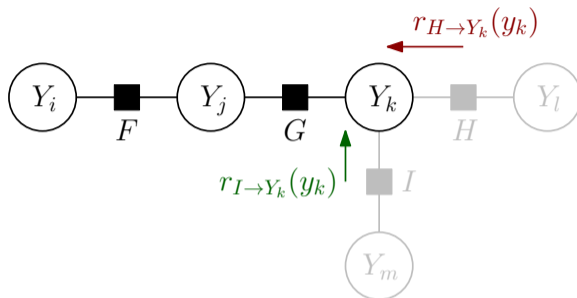 r_{H→Y_k}(y_k)
Y_i Y_j Y_k Y_l
F G H
r_{I→Y_k}(y_k) I
Y_m